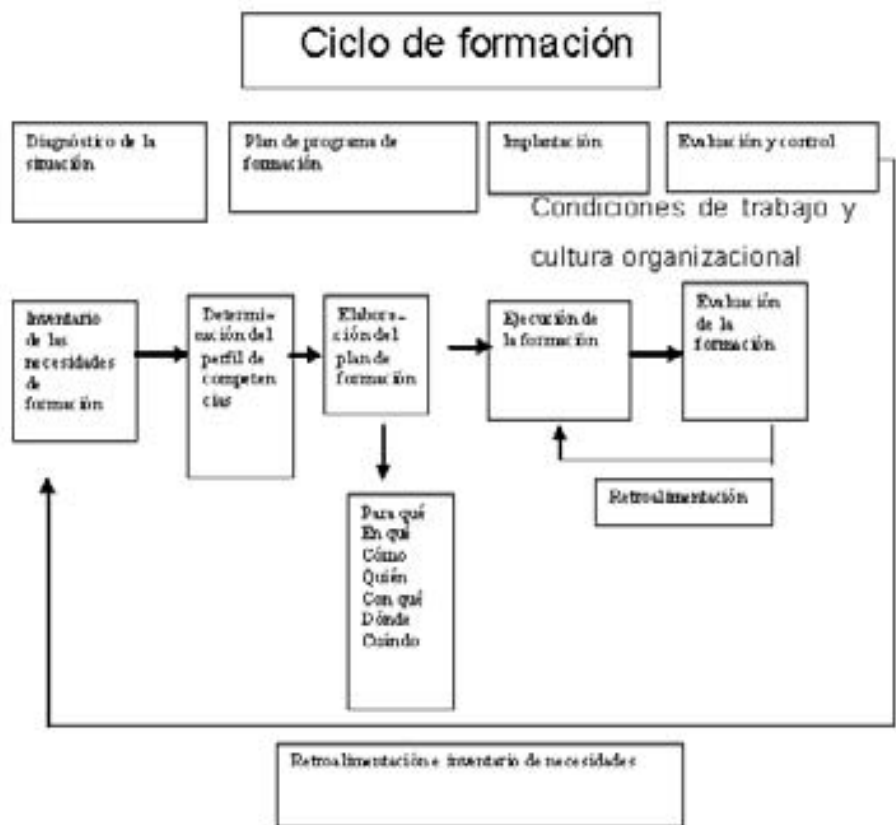 Ciclo de formación
Diagnóstico de la
situación
Plan de programa de
formación
Implantación
Evaluación y control
Condiciones de trabajo y
cultura organizacional
Inventario
de las
necesidades
de
formación
Determi-
nación del
perfil de
competen
cias
Elabora-
ción del
plan de
formación
Ejecución de
la formación
Evaluación
de la
formación
Para qué
En qué
Cómo
Quién
Con qué
Dónde
Cuándo
Retroalimentación
Retroalimentación e inventario de necesidades